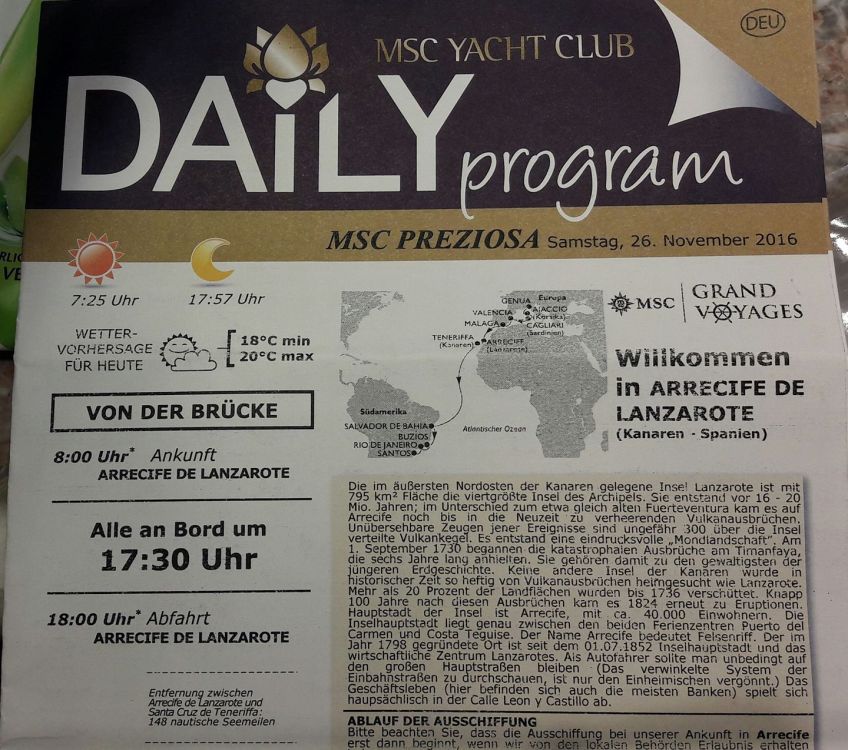 DEU
MSC YACHT CLUB
DAiLY
program
MSC PREZIOSA Samstag, 26. November 2016
7:25 Uhr
17:57 Uhr
WETTER-
VORHERSAGE
FÜR HEUTE
18°C min
20°C max
VON DER BRÜCKE
8:00 Uhr* Ankunft
ARRECIFE DE LANZAROTE
Alle an Bord um
17:30 Uhr
18:00 Uhr* Abfahrt
ARRECIFE DE LANZAROTE
Entfernung zwischen
Arrecife de Lanzarote und
Santa Cruz de Teneriffa:
148 nautische Seemeilen
GENUA
Europa
VALENCIA
AJACCIO
(Korsika)
MALAGA
CAGLIARI
(Sardinien)
TENERIFFA
(Kanaren)
ARRECIFE
(Lanzarote)
Südamerika
SALVADOR DE BAHIA
BUZIOS
RIO DE JANEIRO
SANTOS
Atlantischer Ozean
MSC
GRAND
VOYAGES
Willkommen
in ARRECIFE DE
LANZAROTE
(Kanaren - Spanien)
Die im äußersten Nordosten der Kanaren gelegene Insel Lanzarote ist mit
795 km² Fläche die viertgrößte Insel des Archipels. Sie entstand vor 16 - 20
Mio. Jahren; im Unterschied zum etwa gleich alten Fuerteventura kam es auf
Arrecife noch bis in die Neuzeit zu verheerenden Vulkanausbrüchen.
Unübersehbare Zeugen jener Ereignisse sind ungefähr 300 über die Insel
verteilte Vulkankegel. Es entstand eine eindrucksvolle „Mondlandschaft". Am
1. September 1730 begannen die katastrophalen Ausbrüche am Timanfaya,
die sechs Jahre lang anhielten. Sie gehören damit zu den gewaltigsten der
jüngeren Erdgeschichte. Keine andere Insel der Kanaren wurde in
historischer Zeit so heftig von Vulkanausbrüchen heimgesucht wie Lanzarote.
Mehr als 20 Prozent der Landflächen wurden bis 1736 verschüttet. Knapp
100 Jahre nach diesen Ausbrüchen kam es 1824 erneut zu Eruptionen.
Hauptstadt der Insel ist Arrecife, mit ca. 40.000 Einwohnern. Die
Inselhauptstadt liegt genau zwischen den beiden Ferienzentren Puerto del
Carmen und Costa Teguise. Der Name Arrecife bedeutet Felsenriff. Der im
Jahr 1798 gegründete Ort ist seit dem 01.07.1852 Inselhauptstadt und das
wirtschaftliche Zentrum Lanzarotes. Als Autofahrer sollte man unbedingt auf
den großen Hauptstraßen bleiben (Das verwinkelte System der
Einbahnstraßen zu durchschauen, ist nur den Einheimischen vergönnt.) Das
Geschäftsleben (hier befinden sich auch die meisten Banken) spielt sich
haupsächlich in der Calle Leon y Castillo ab.
ABLAUF DER AUSSCHIFFUNG
Bitte beachten Sie, dass die Ausschiffung bei unserer Ankunft in Arrecife
erst dann beginnt, wenn wir von den lokalen Behörden Erlaubnis erhalten